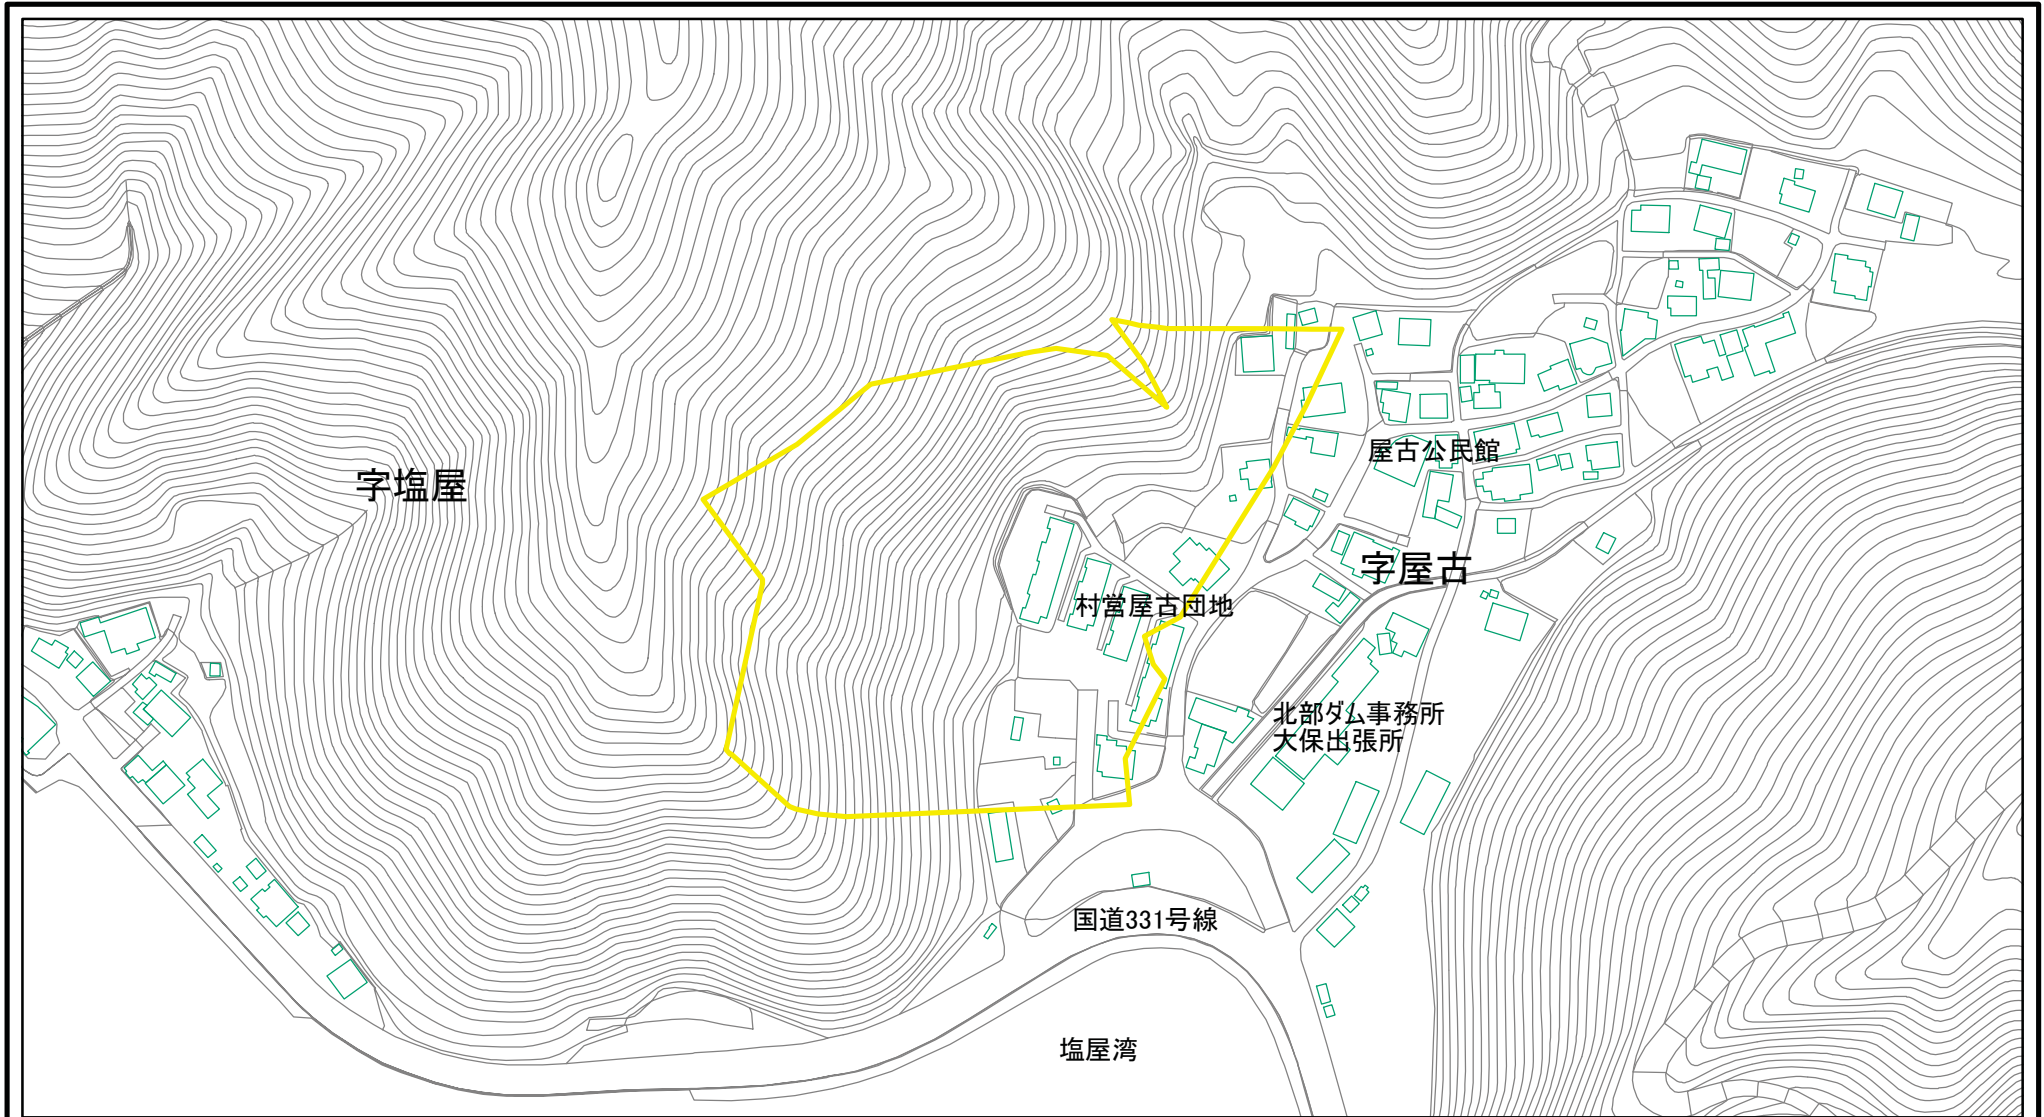 屋古公民館
字塩屋
字屋古
村営屋古団地
北部ダム事務所
大保出張所
国道331号線
塩屋湾